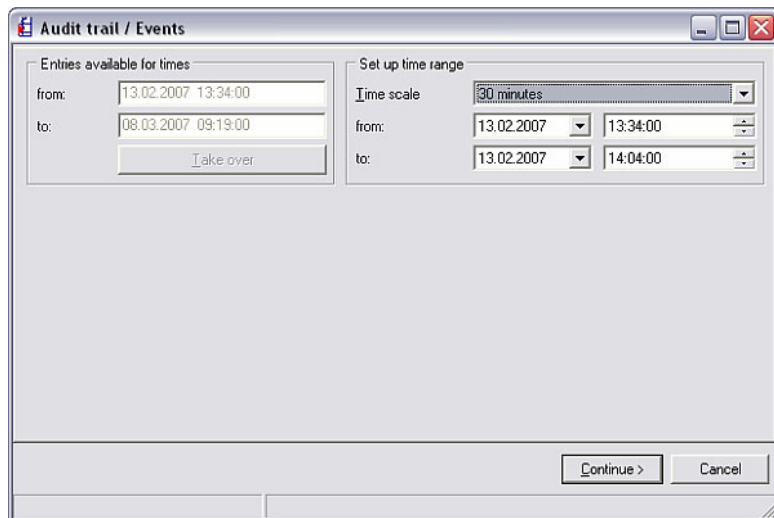 Audit trail / Events
Entries available for times
from: 13.02.2007 13:34:00
to: 08.03.2007 09:19:00
Take over
Set up time range
Time scale 30 minutes
from: 13.02.2007 13:34:00
to: 13.02.2007 14:04:00
Continue > Cancel